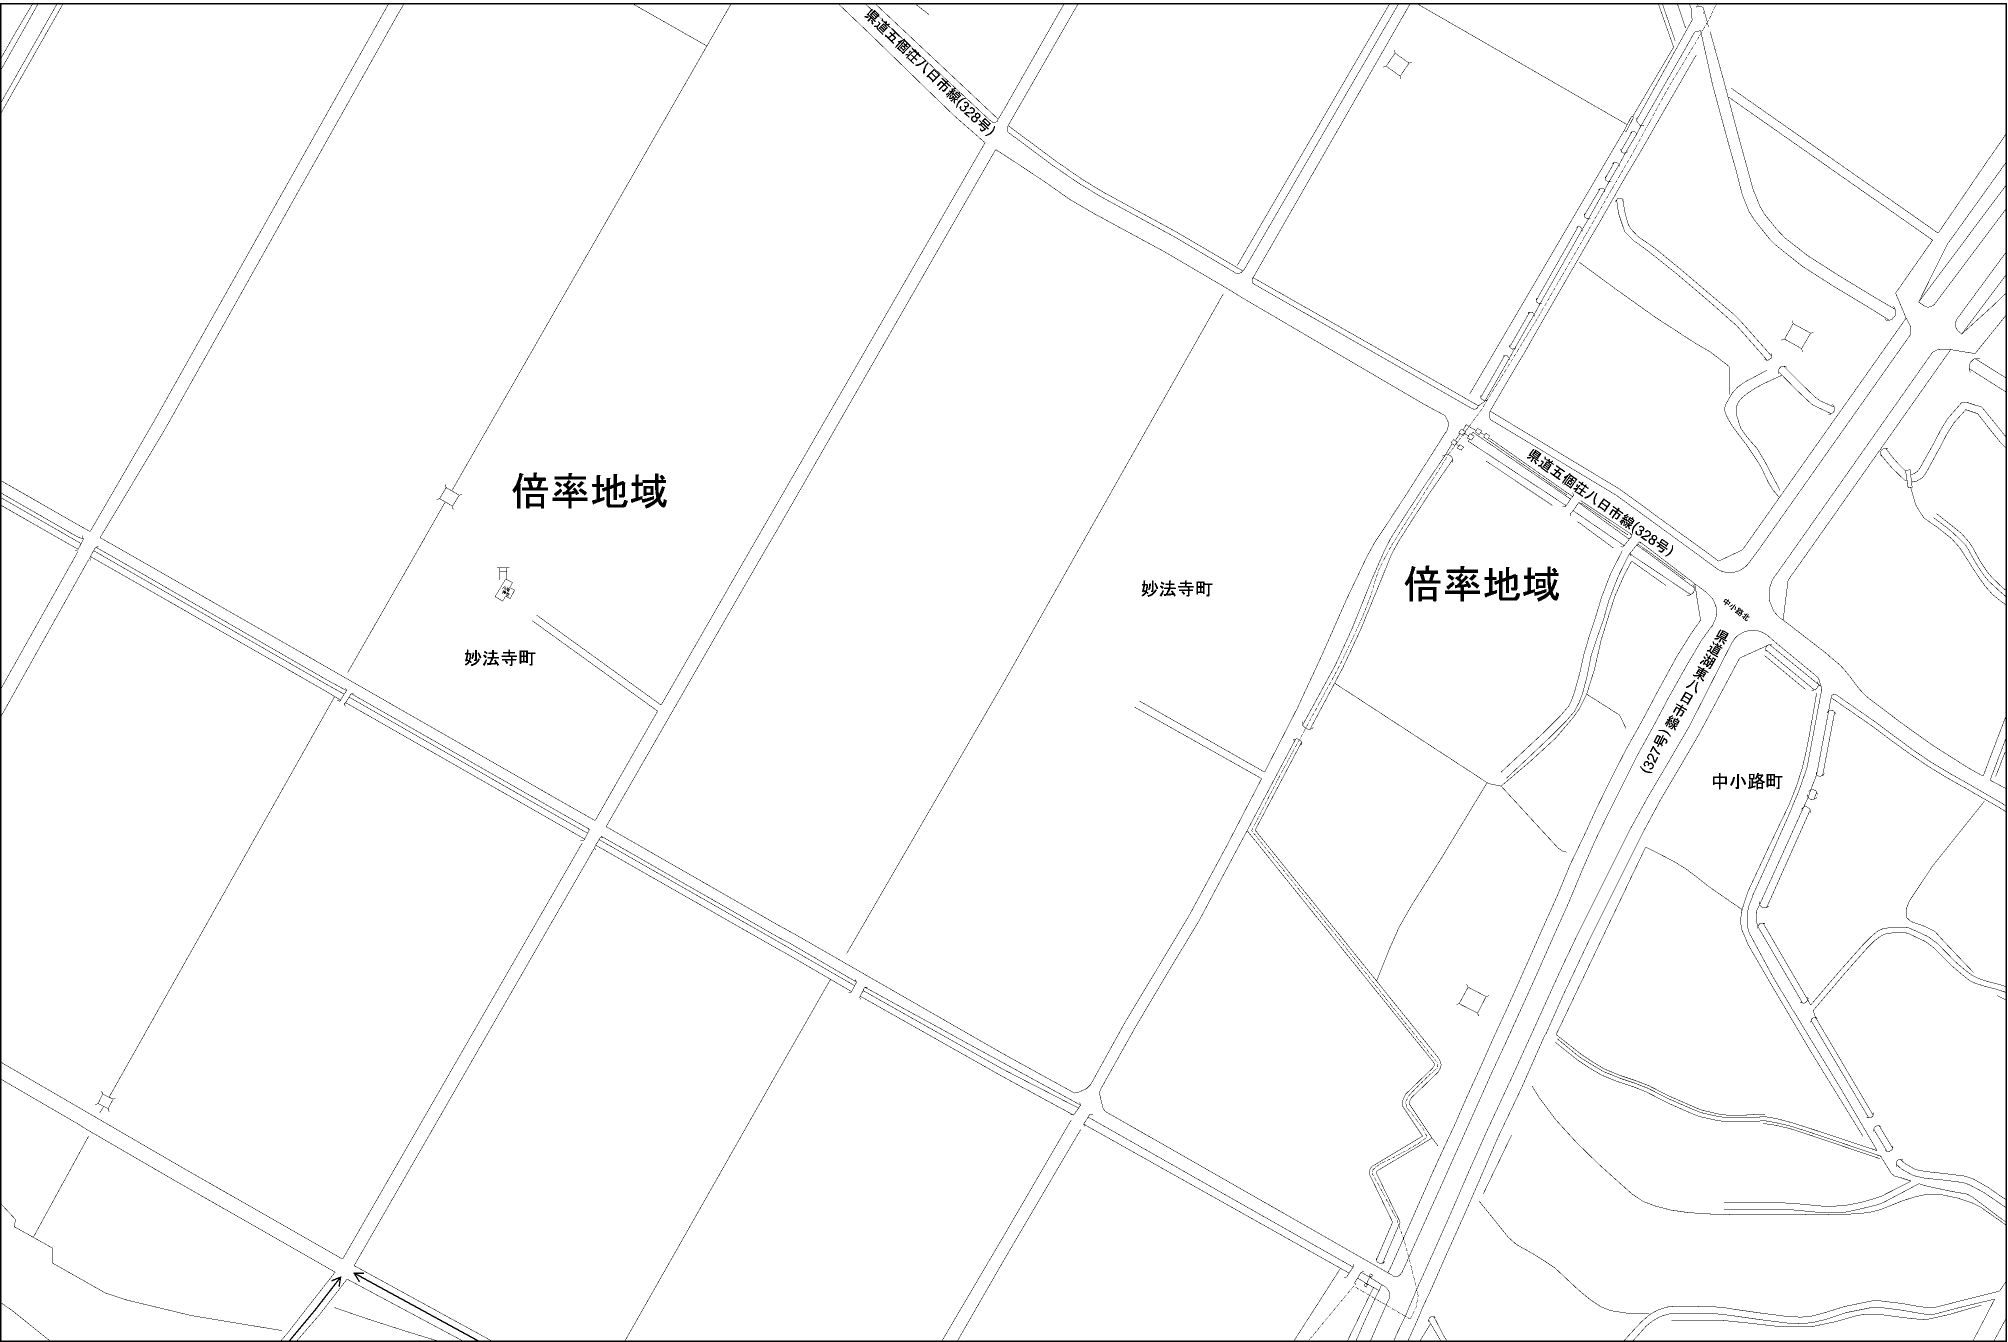 県道五個荘八日市線(328号)
倍率地域
妙法寺町
妙法寺町
県道五個荘八日市線(328号)
倍率地域
中小路北
県道湖東八日市線
(327号)
中小路町